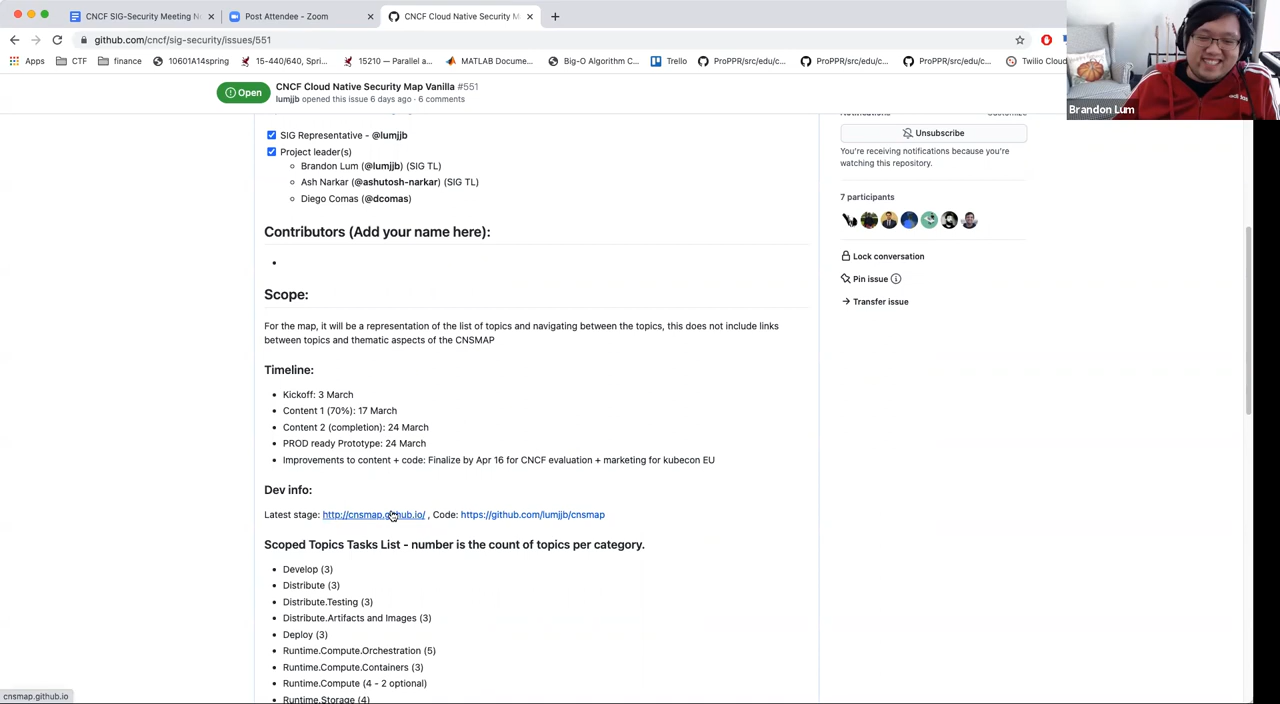 CNCF SIG-Security Meeting N
Post Attendee - Zoom
CNCF Cloud Native Security M
github.com/cncf/sig-security/issues/551
Apps
CTF
finance
10601A14spring
15-440/640, Spri...
15210 — Parallel a...
MATLAB Docume...
Big-O Algorithm C...
Trello
ProPPR/src/edu/c...
ProPPR/src/edu/c...
ProPPR/src/edu/c...
Twilio Cloud
Brandon Lum
Open
CNCF Cloud Native Security Map Vanilla #551
lumjjb opened this issue 6 days ago · 6 comments
SIG Representative - @lumjjb
Project leader(s)
Brandon Lum (@lumjjb) (SIG TL)
Ash Narkar (@ashutosh-narkar) (SIG TL)
Diego Comas (@dcomas)
Contributors (Add your name here):
Scope:
For the map, it will be a representation of the list of topics and navigating between the topics, this does not include links
between topics and thematic aspects of the CNSMAP
Timeline:
Kickoff: 3 March
Content 1 (70%): 17 March
Content 2 (completion): 24 March
PROD ready Prototype: 24 March
Improvements to content + code: Finalize by Apr 16 for CNCF evaluation + marketing for kubecon EU
Dev info:
Latest stage: http://cnsmap.github.io/ , Code: https://github.com/lumjjb/cnsmap
Scoped Topics Tasks List - number is the count of topics per category.
Develop (3)
Distribute (3)
Distribute.Testing (3)
Distribute.Artifacts and Images (3)
Deploy (3)
Runtime.Compute.Orchestration (5)
Runtime.Compute.Containers (3)
Runtime.Compute (4 - 2 optional)
Runtime.Storage (4)
Notifications
Customize
Unsubscribe
You're receiving notifications because you're
watching this repository.
7 participants
Lock conversation
Pin issue
Transfer issue
cnsmap.github.io